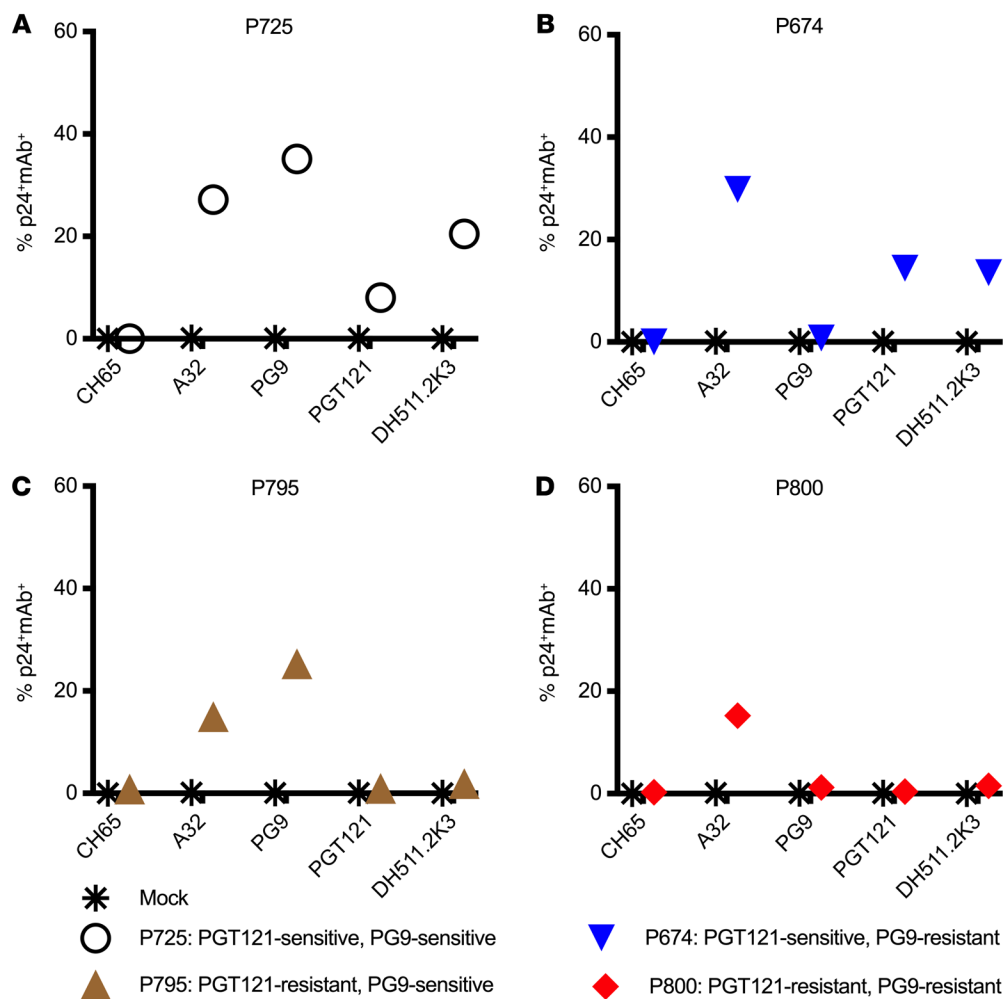 A
P725
60
40
20
0
% p24⁺mAb⁺
CH65
A32
PG9
PGT121
DH511.2K3
B
P674
60
40
20
0
% p24⁺mAb⁺
CH65
A32
PG9
PGT121
DH511.2K3
C
P795
60
40
20
0
% p24⁺mAb⁺
CH65
A32
PG9
PGT121
DH511.2K3
D
P800
60
40
20
0
% p24⁺mAb⁺
CH65
A32
PG9
PGT121
DH511.2K3
Mock
P725: PGT121-sensitive, PG9-sensitive
P674: PGT121-sensitive, PG9-resistant
P795: PGT121-resistant, PG9-sensitive
P800: PGT121-resistant, PG9-resistant